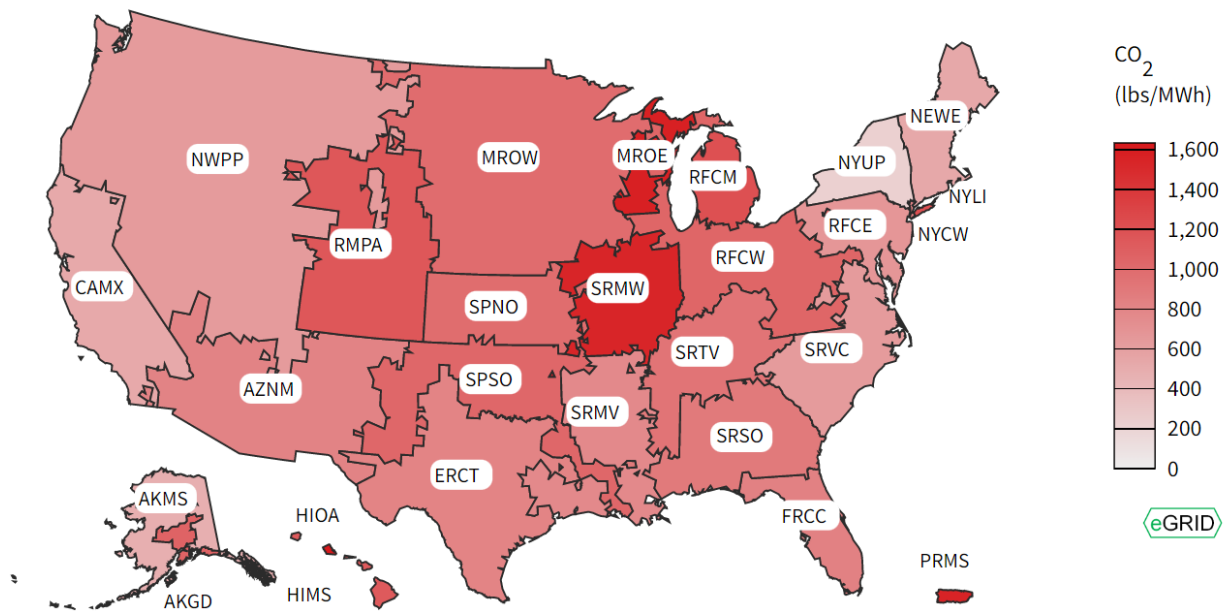 CO2
(lbs/MWh)
1,600
1,400
1,200
1,000
800
600
400
200
0
eGRID
NWPP
MROW
MROE
RFCM
NYUP
NEWE
NYLI
NYCW
RFCE
RMPA
CAMX
SPNO
SRMW
RFCW
SRTV
SRVC
AZNM
SPSO
SRMV
SRSO
ERCT
FRCC
AKMS
AKGD
HIOA
HIMS
PRMS